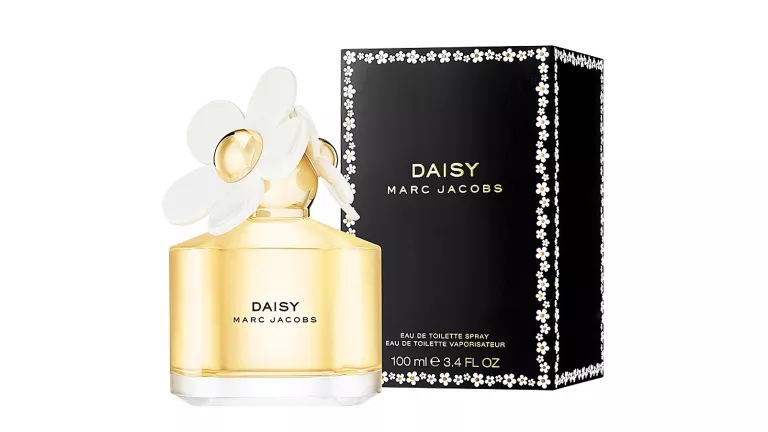 DAISY
MARC JACOBS
DAISY
MARC JACOBS
EAU DE TOILETTE SPRAY
EAU DE TOILETTE VAPORISATEUR
100 ml ℮ 3.4 FL OZ